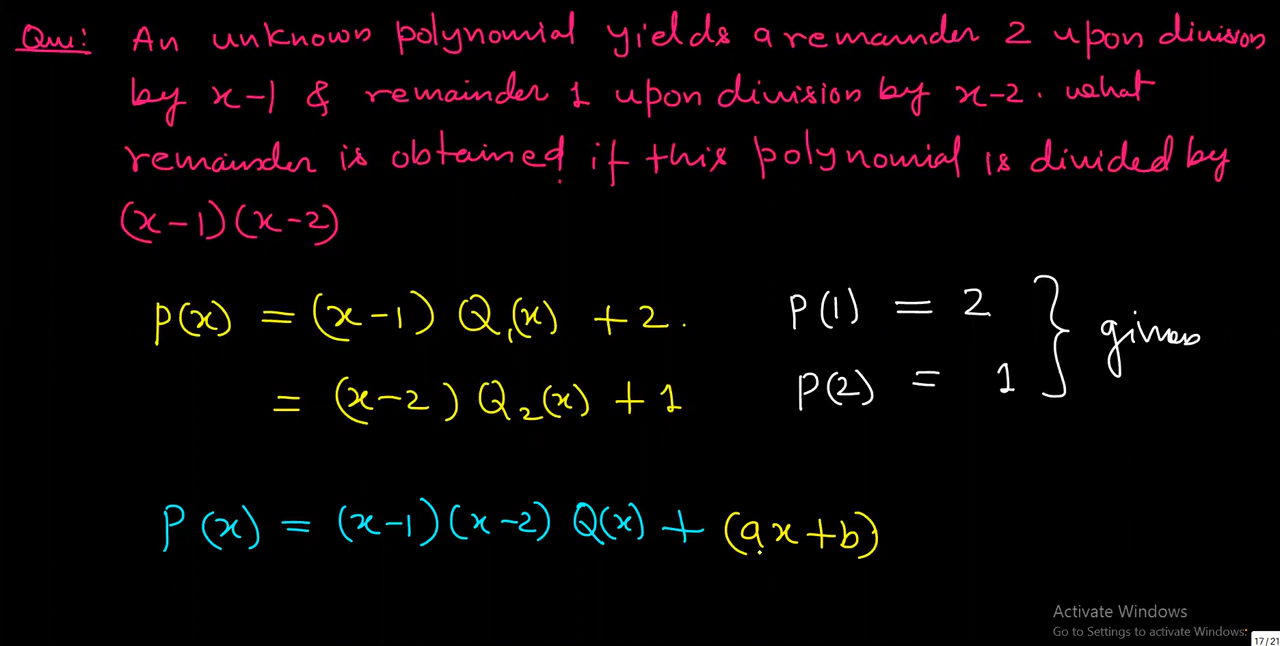 Qus: An unknown polynomial yields a remainder 2 upon division
by x-1 & remainder 1 upon division by x-2. what
remainder is obtained if this polynomial is divided by
(x-1)(x-2)
P(x) = (x-1) Q₁(x) + 2.
= (x-2) Q₂(x) + 1
P(1) = 2
P(2) = 1
} given
P(x) = (x-1)(x-2) Q(x) + (ax+b)
Activate Windows
Go to Settings to activate Windows.
17/21